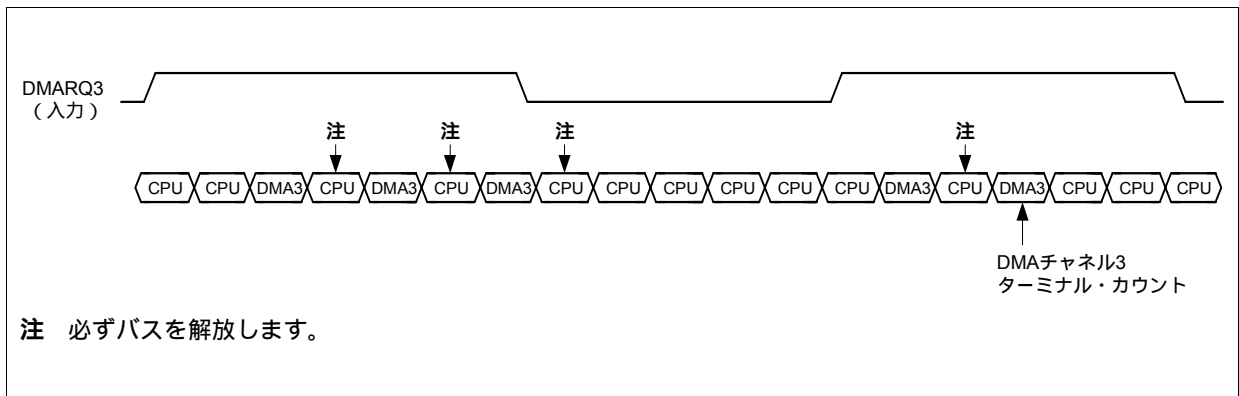 DMARQ3
（入力）
注 注 注 注
CPU CPU DMA3 CPU DMA3 CPU DMA3 CPU CPU CPU CPU CPU CPU DMA3 CPU DMA3 CPU CPU CPU
DMAチャネル3
ターミナル・カウント
注 必ずバスを解放します。